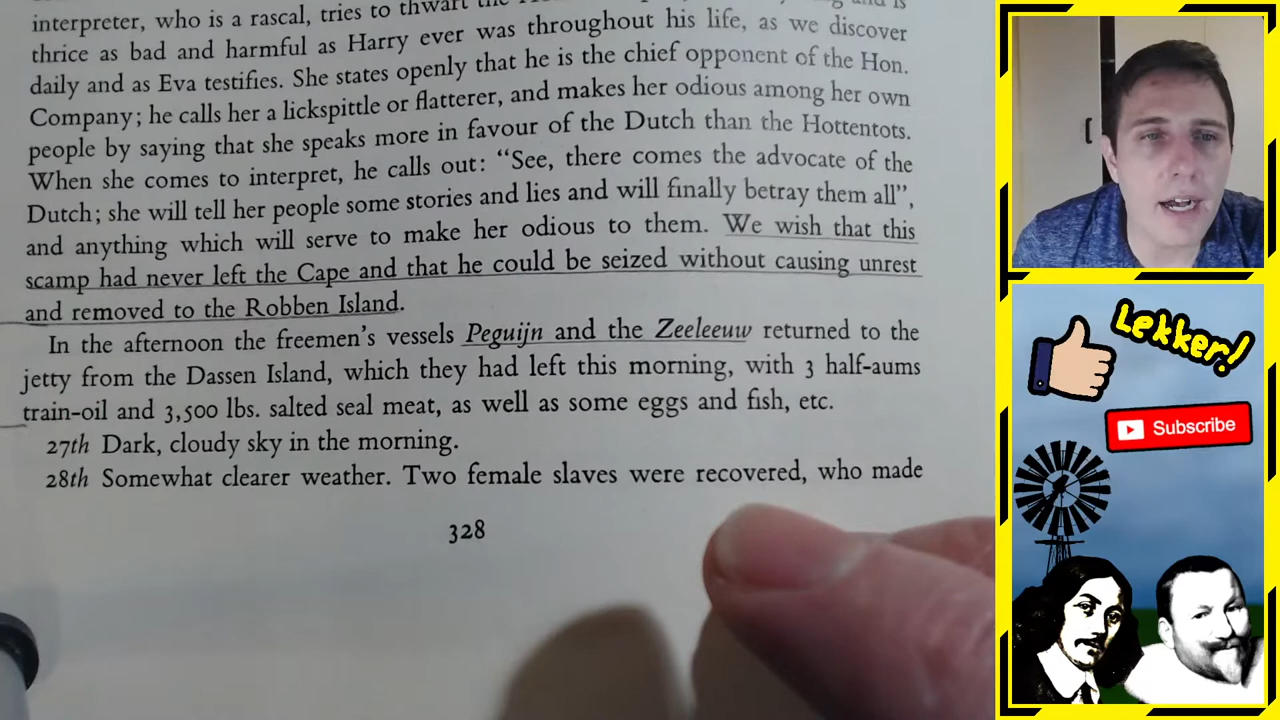 interpreter, who is a rascal, tries to thwart the
thrice as bad and harmful as Harry ever was throughout his life, as we discover
daily and as Eva testifies. She states openly that he is the chief opponent of the Hon.
Company; he calls her a lickspittle or flatterer, and makes her odious among her own
people by saying that she speaks more in favour of the Dutch than the Hottentots.
When she comes to interpret, he calls out: “See, there comes the advocate of the
Dutch; she will tell her people some stories and lies and will finally betray them all”,
and anything which will serve to make her odious to them. We wish that this
scamp had never left the Cape and that he could be seized without causing unrest
and removed to the Robben Island.
In the afternoon the freemen’s vessels Peguijn and the Zeeleeuw returned to the
jetty from the Dassen Island, which they had left this morning, with 3 half-aums
train-oil and 3,500 lbs. salted seal meat, as well as some eggs and fish, etc.
27th Dark, cloudy sky in the morning.
28th Somewhat clearer weather. Two female slaves were recovered, who made
328
Lekker!
Subscribe